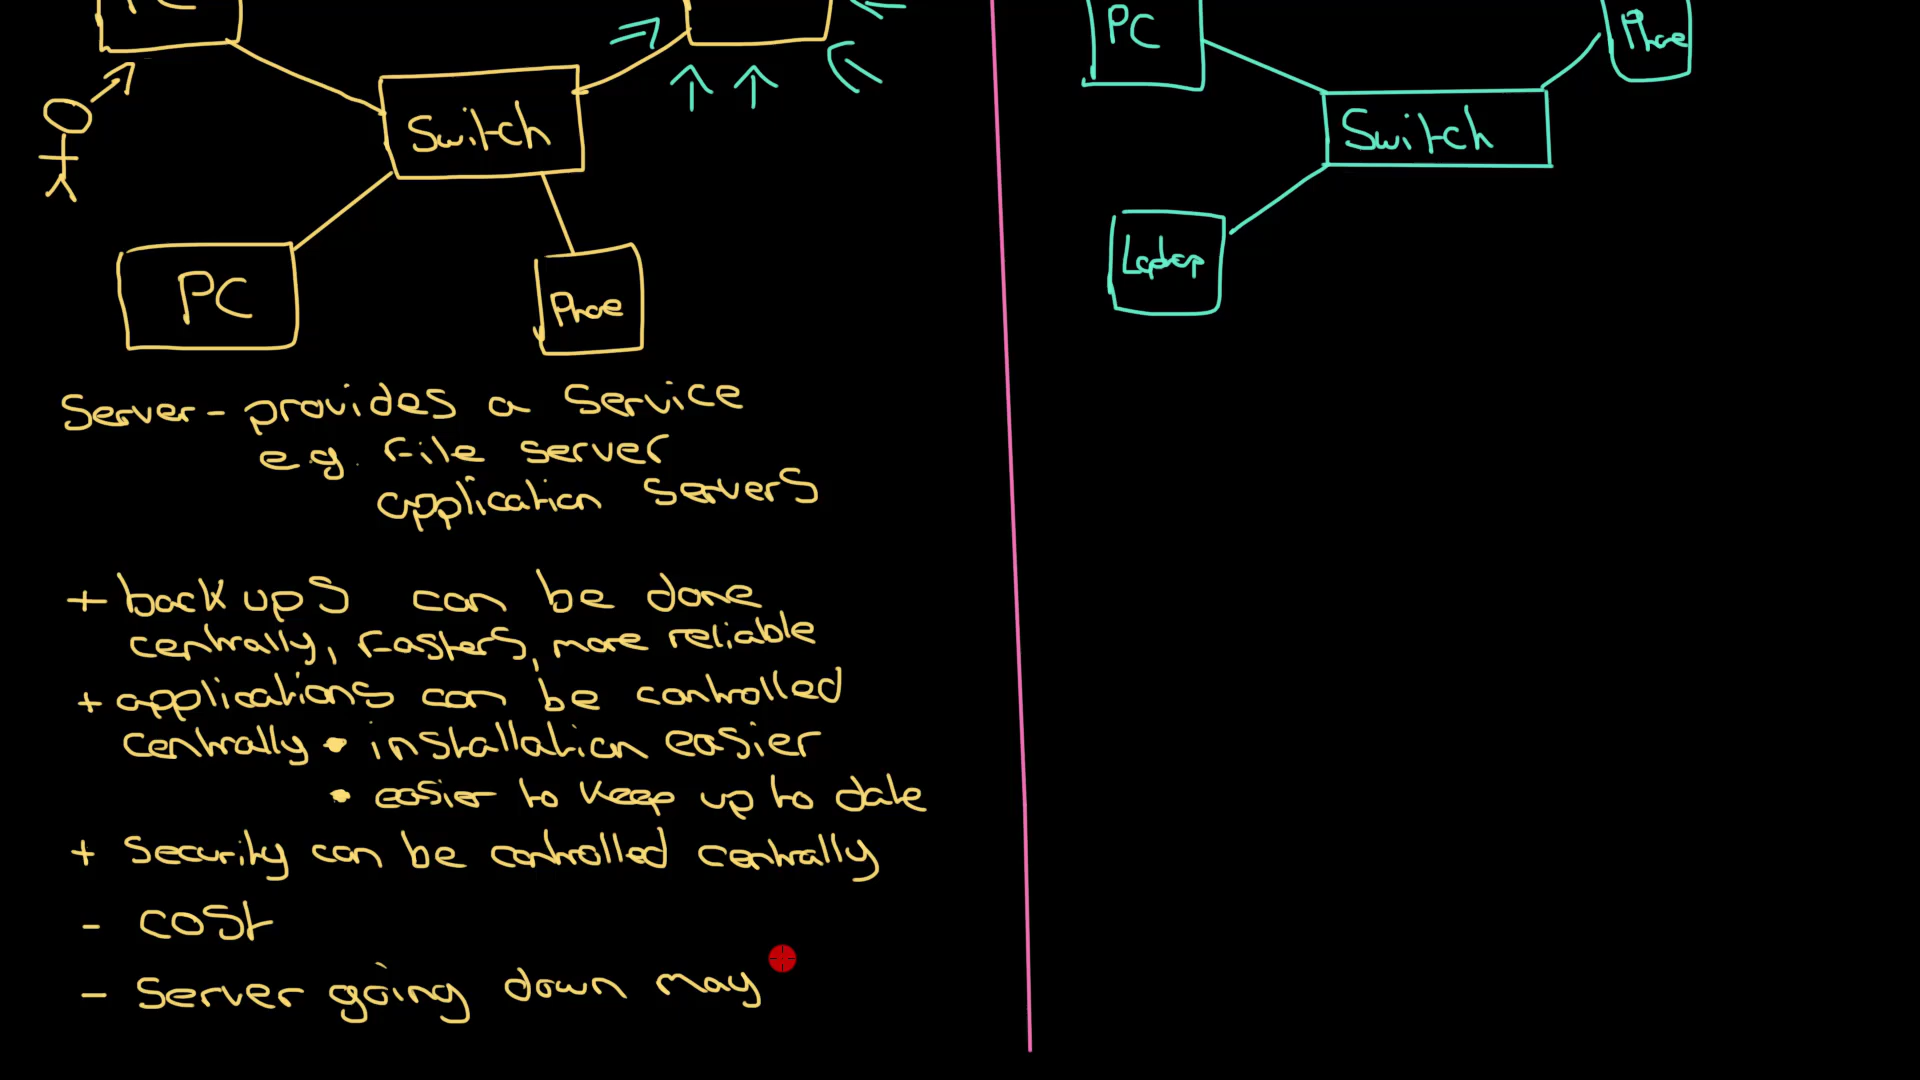 PC
Switch
PC
Phone
Server - provides a service
e.g. file server
application servers
+ backups can be done
centrally, fasters, more reliable
+ applications can be controlled
centrally • installation easier
• easier to keep up to date
+ security can be controlled centrally
- cost
- server going down may
PC
Phone
Switch
Laptop